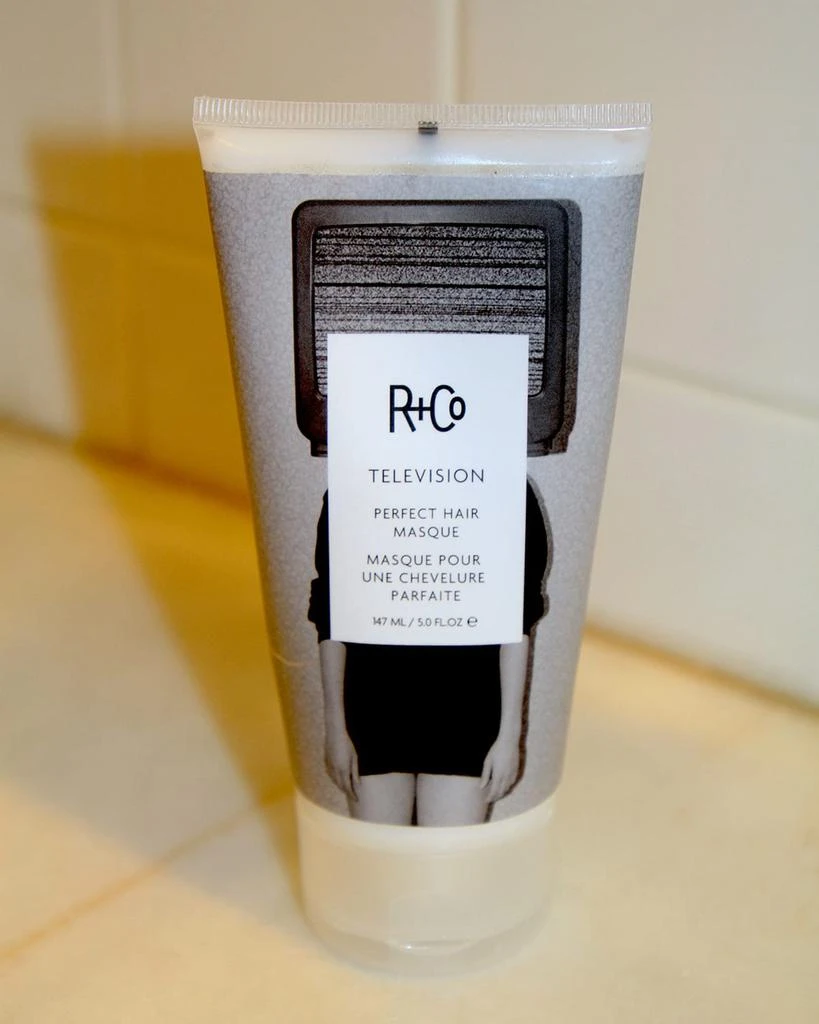 R+Co
TELEVISION
PERFECT HAIR
MASQUE
MASQUE POUR
UNE CHEVELURE
PARFAITE
147 ML / 5.0 FL.OZ ℮